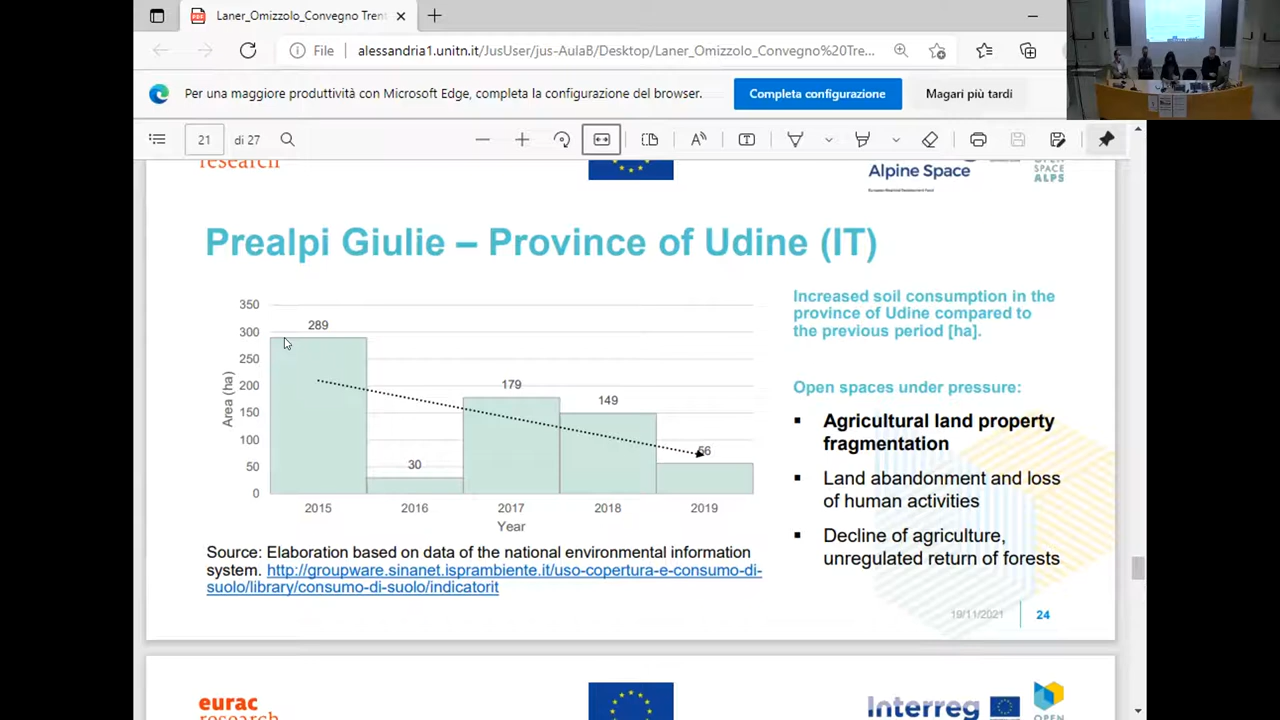 Laner_Omizzolo_Convegno Trent
File
alessandria1.unitn.it/JusUser/jus-Aula8/Desktop/Laner_Omizzolo_Convegno%20Tre...
Per una maggiore produttività con Microsoft Edge, completa la configurazione del browser.
Completa configurazione
Magari più tardi
21
di 27
research
Alpine Space
OPEN
SPACE
ALPS
Prealpi Giulie – Province of Udine (IT)
350
300
250
200
150
100
50
0
Area (ha)
289
30
179
149
56
2015
2016
2017
2018
2019
Year
Increased soil consumption in the
province of Udine compared to
the previous period [ha].
Open spaces under pressure:
▪ Agricultural land property
fragmentation
▪ Land abandonment and loss
of human activities
▪ Decline of agriculture,
unregulated return of forests
Source: Elaboration based on data of the national environmental information
system. http://groupware.sinanet.isprambiente.it/uso-copertura-e-consumo-di-
suolo/library/consumo-di-suolo/indicatorit
19/11/2021
24
eurac
research
Interreg
OPEN